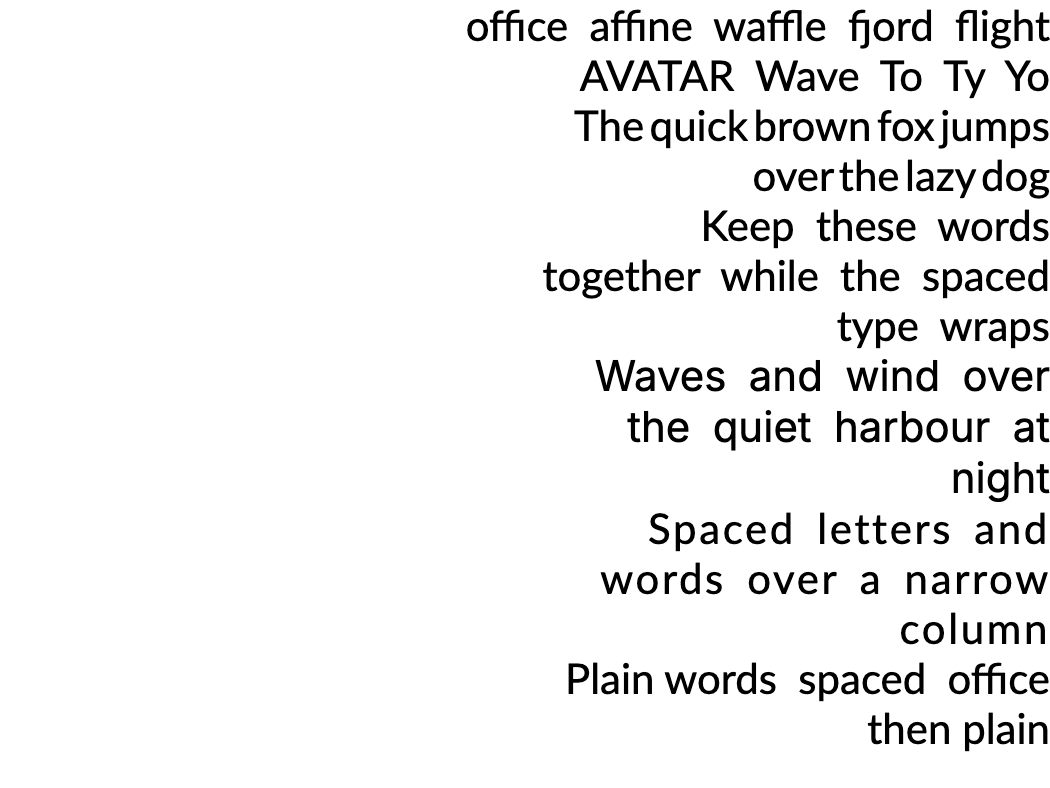 office affine waffle fjord flight
AVATAR Wave To Ty Yo
The quick brown fox jumps
over the lazy dog
Keep these words
together while the spaced
type wraps
Waves and wind over
the quiet harbour at
night
Spaced letters and
words over a narrow
column
Plain words spaced office
then plain